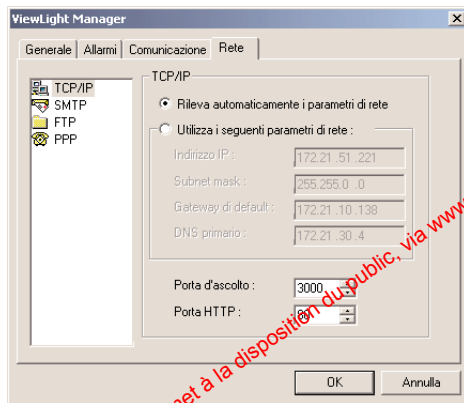 ViewLight Manager
Generale Allarmi Comunicazione Rete
TCP/IP
SMTP
FTP
PPP
TCP/IP
Rileva automaticamente i parametri di rete
Utilizza i seguenti parametri di rete :
Indirizzo IP : 172.21 .51 .221
Subnet mask : 255.255.0 .0
Gateway di default : 172.21 .10 .138
DNS primario : 172.21 .30 .4
Porta d'ascolto : 3000
Porta HTTP : 80
OK Annulla
met à la disposition du public, via www